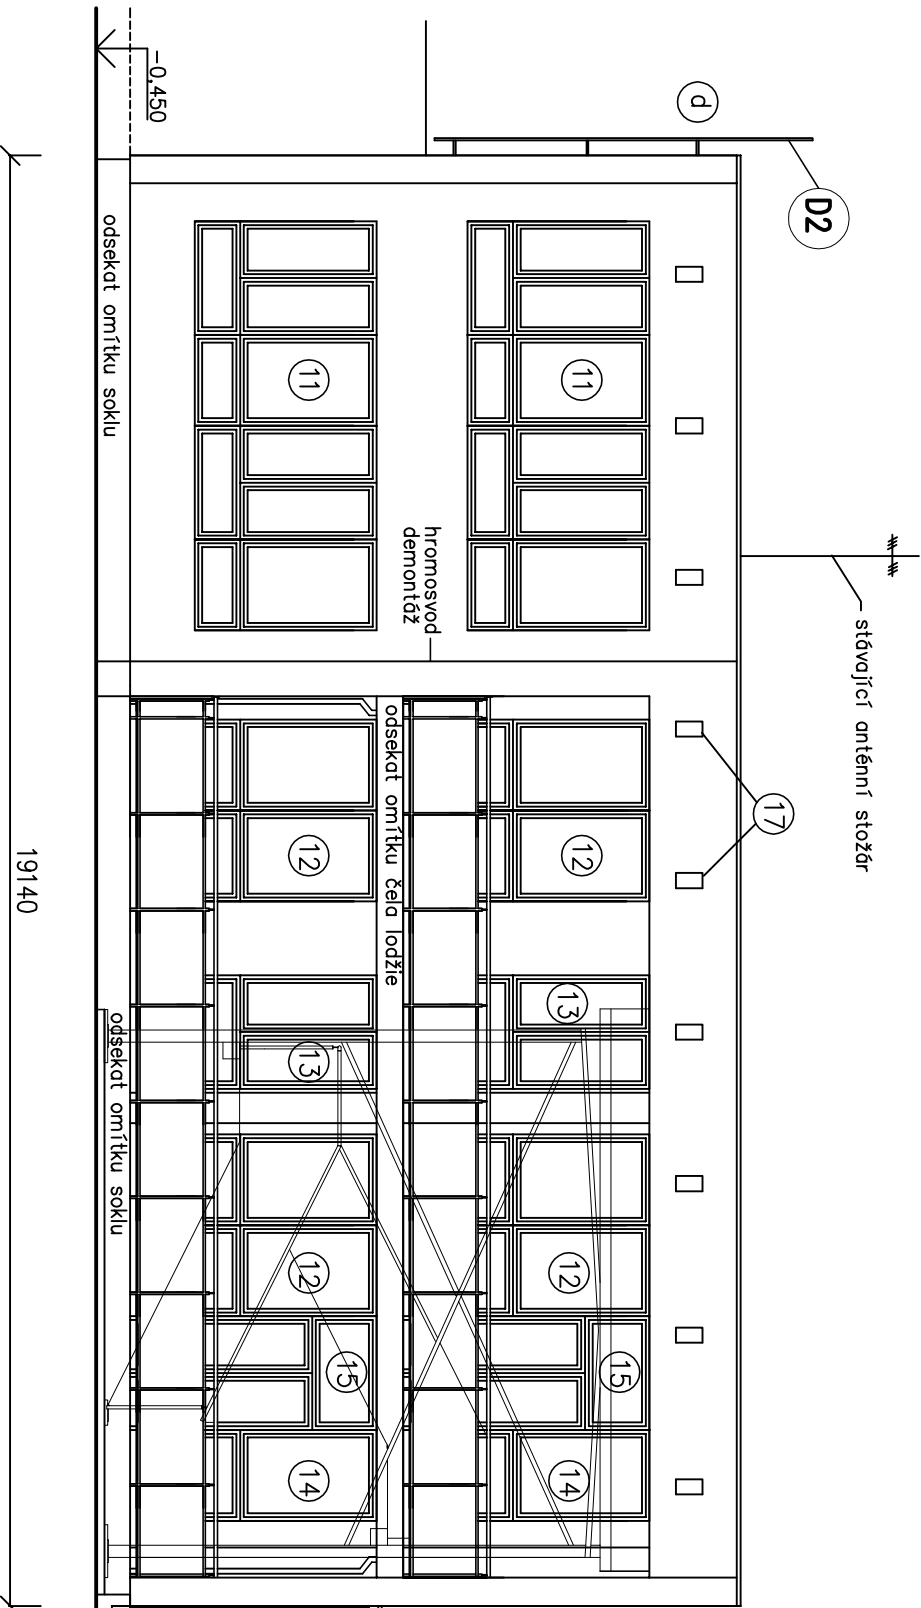 -0,450
d
D2
odsekat omítku soklu
11
11
hromosvod
demontáž
stávající anténní stožár
17
odsekat omítku čela lodžie
12
12
13
13
odsekat omítku soklu
12
12
15
15
14
14
19140